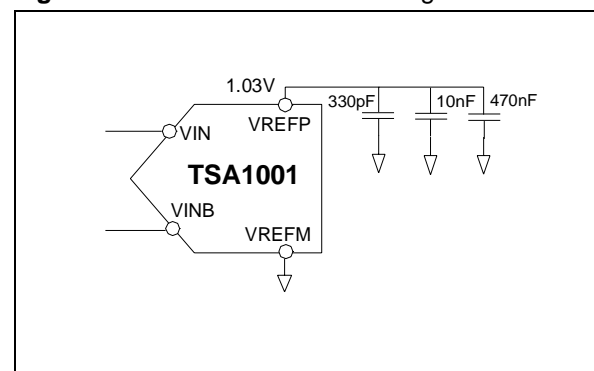 1.03V
330pF
10nF
470nF
VREFP
VIN
TSA1001
VINB
VREFM